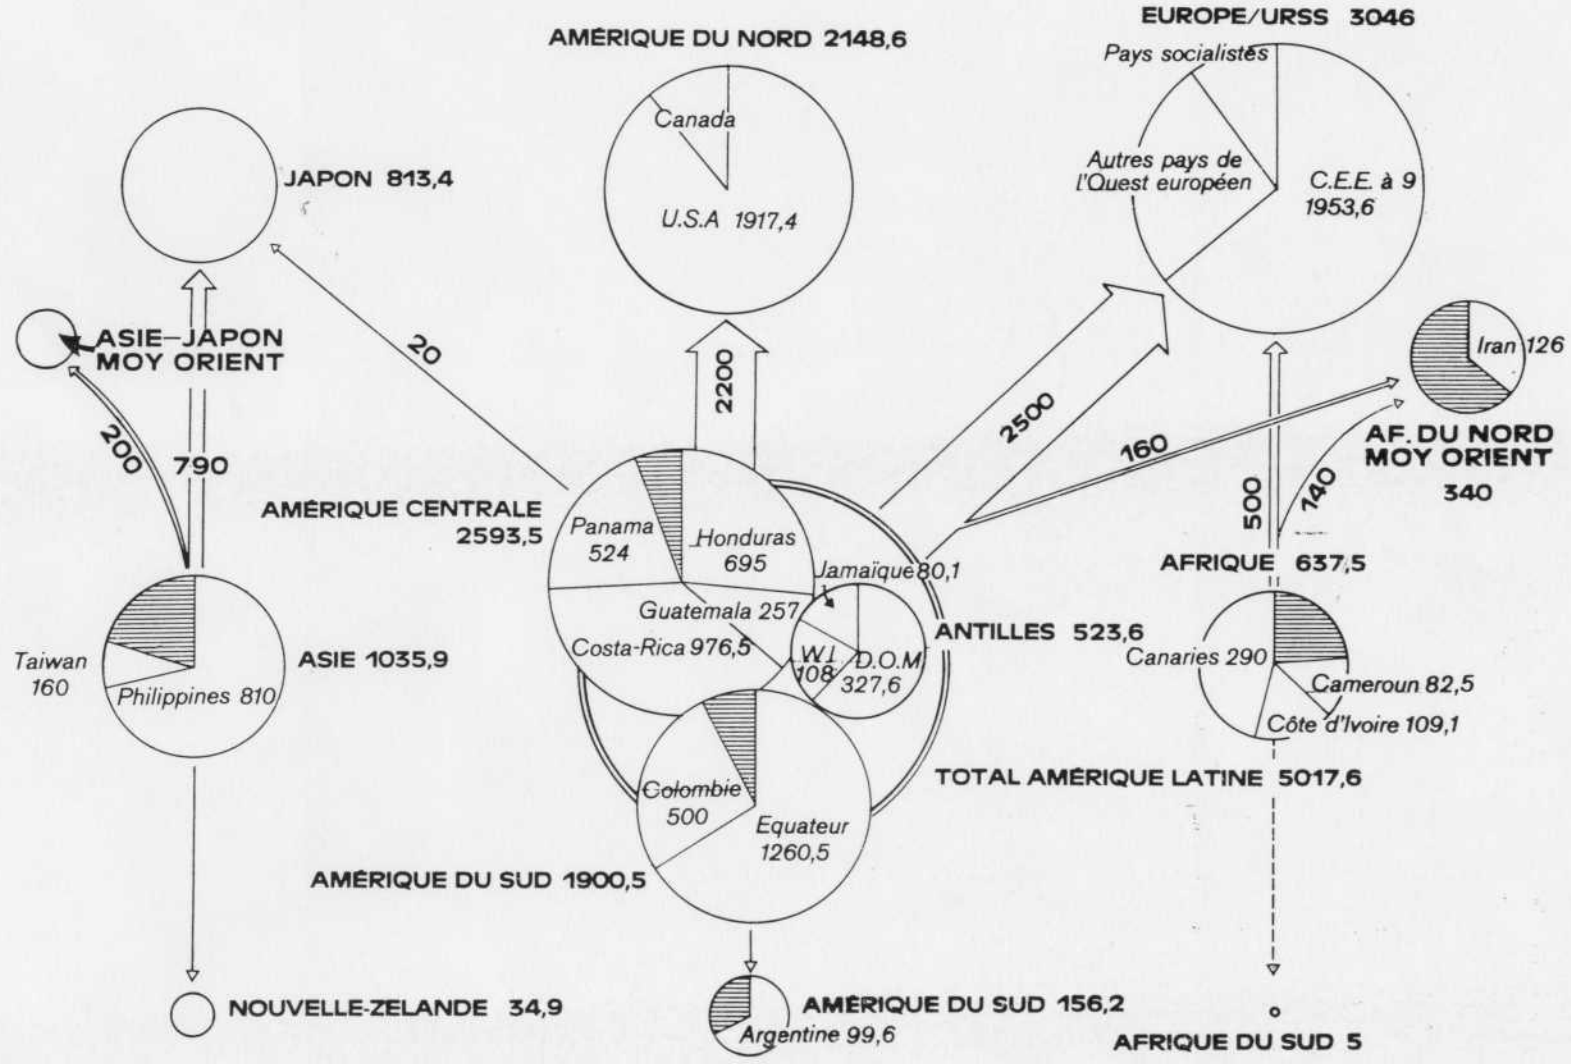 EUROPE/URSS 3046
AMÉRIQUE DU NORD 2148,6
Pays socialistes
Canada
JAPON 813,4
Autres pays de
l'Ouest européen
C.E.E. à 9
1953,6
U.S.A 1917,4
ASIE–JAPON
MOY ORIENT
20
2200
2500
Iran 126
AF. DU NORD
MOY ORIENT
340
200
790
160
500
140
AMÉRIQUE CENTRALE
2593,5
Panama
524
Honduras
695
Jamaïque 80,1
AFRIQUE 637,5
Guatemala 257
Costa-Rica 976,5
ANTILLES 523,6
W.I.
108
D.O.M.
327,6
Taiwan
160
Philippines 810
ASIE 1035,9
Canaries 290
Cameroun 82,5
Côte d'Ivoire 109,1
TOTAL AMÉRIQUE LATINE 5017,6
Colombie
500
Equateur
1260,5
AMÉRIQUE DU SUD 1900,5
NOUVELLE-ZELANDE 34,9
AMÉRIQUE DU SUD 156,2
Argentine 99,6
AFRIQUE DU SUD 5